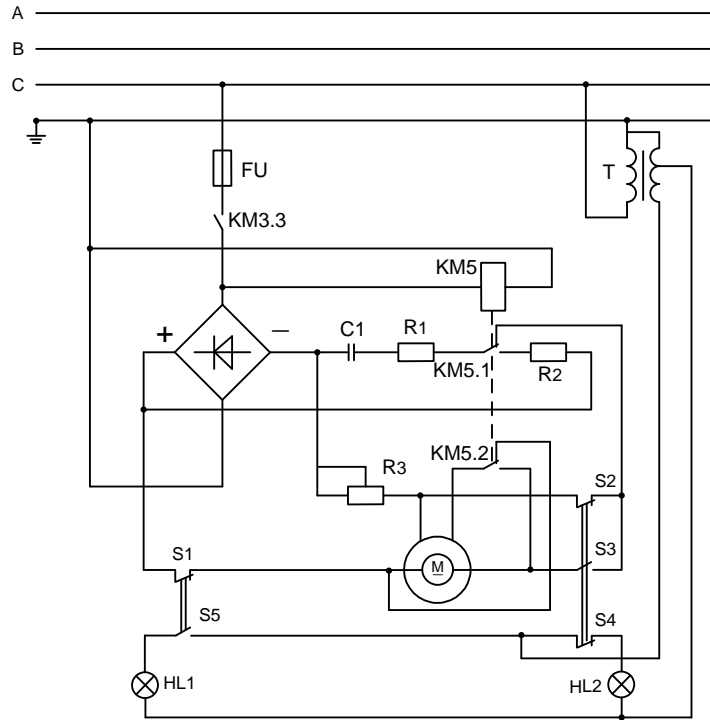 A
B
C
FU
T
KM3.3
KM5
+
—
C1
R1
KM5.1
R2
KM5.2
R3
S2
S1
S3
M
S5
S4
HL1
HL2